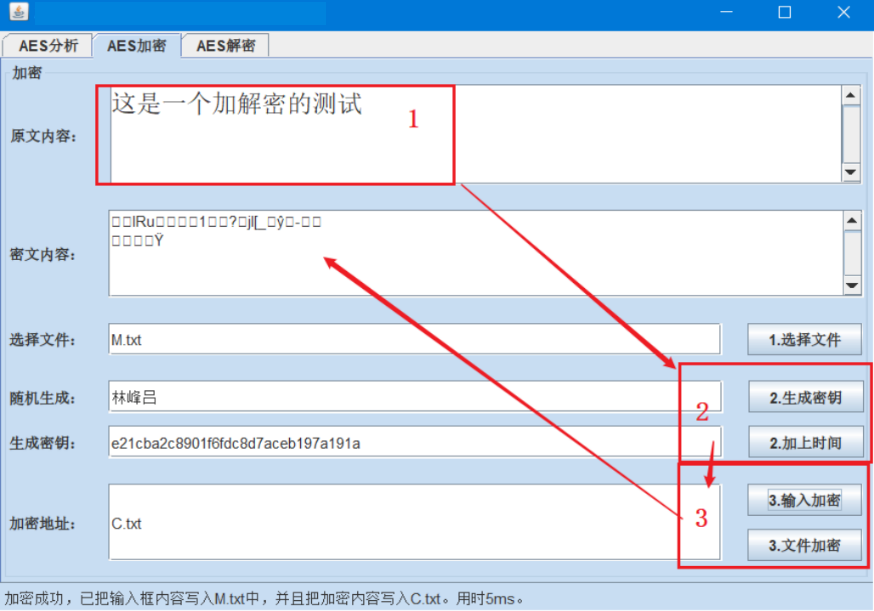 AES分析 AES加密 AES解密
加密
原文内容: 这是一个加解密的测试 1
密文内容: □□lRu□□□□1□□?□jl[_□ŷ□-□□
□□□□Ÿ
选择文件: M.txt 1.选择文件
随机生成: 林峰吕 2 2.生成密钥
生成密钥: e21cba2c8901f6fdc8d7aceb197a191a 2.加上时间
3.输入加密
加密地址: C.txt 3
3.文件加密
加密成功，已把输入框内容写入M.txt中，并且把加密内容写入C.txt。用时5ms。